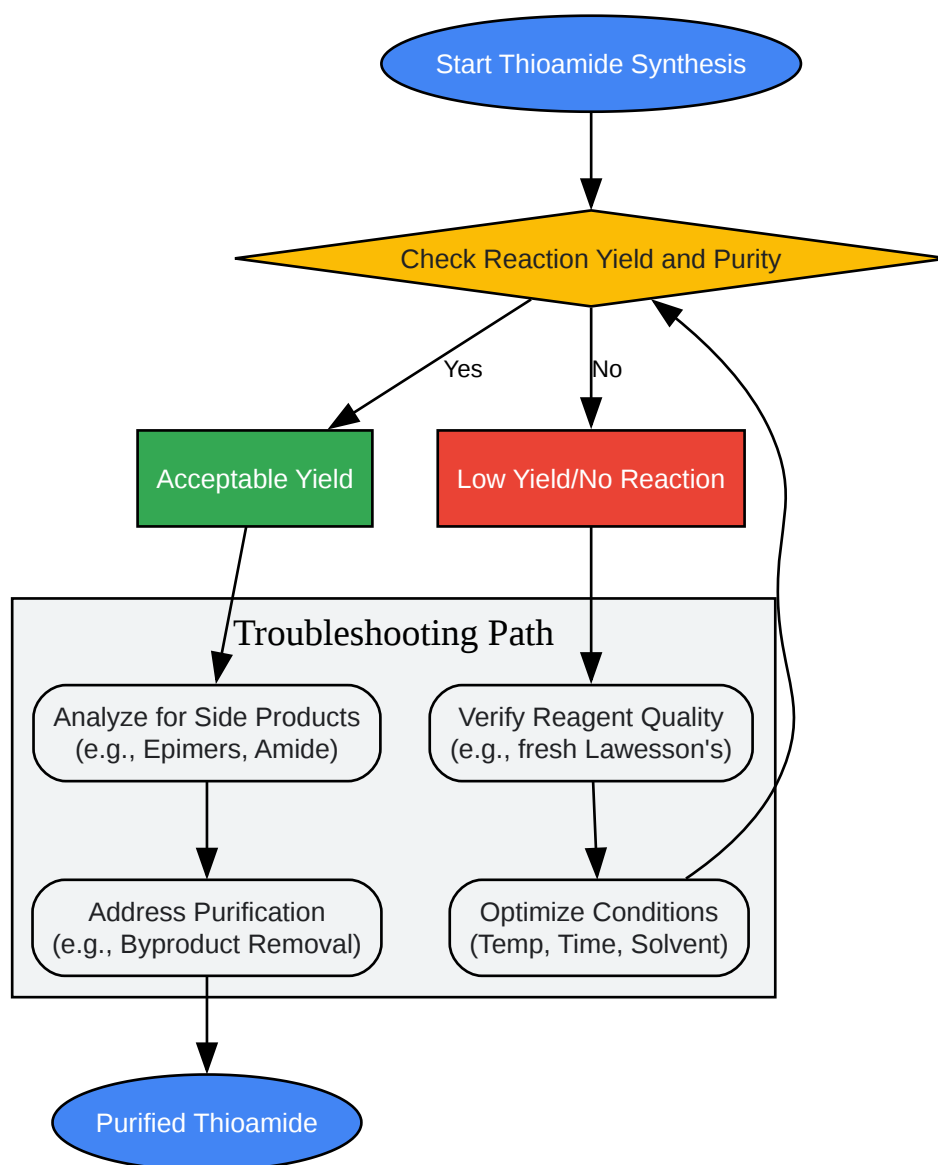 Start Thioamide Synthesis
Check Reaction Yield and Purity
Yes
No
Acceptable Yield
Low Yield/No Reaction
Troubleshooting Path
Analyze for Side Products
(e.g., Epimers, Amide)
Verify Reagent Quality
(e.g., fresh Lawesson's)
Address Purification
(e.g., Byproduct Removal)
Optimize Conditions
(Temp, Time, Solvent)
Purified Thioamide